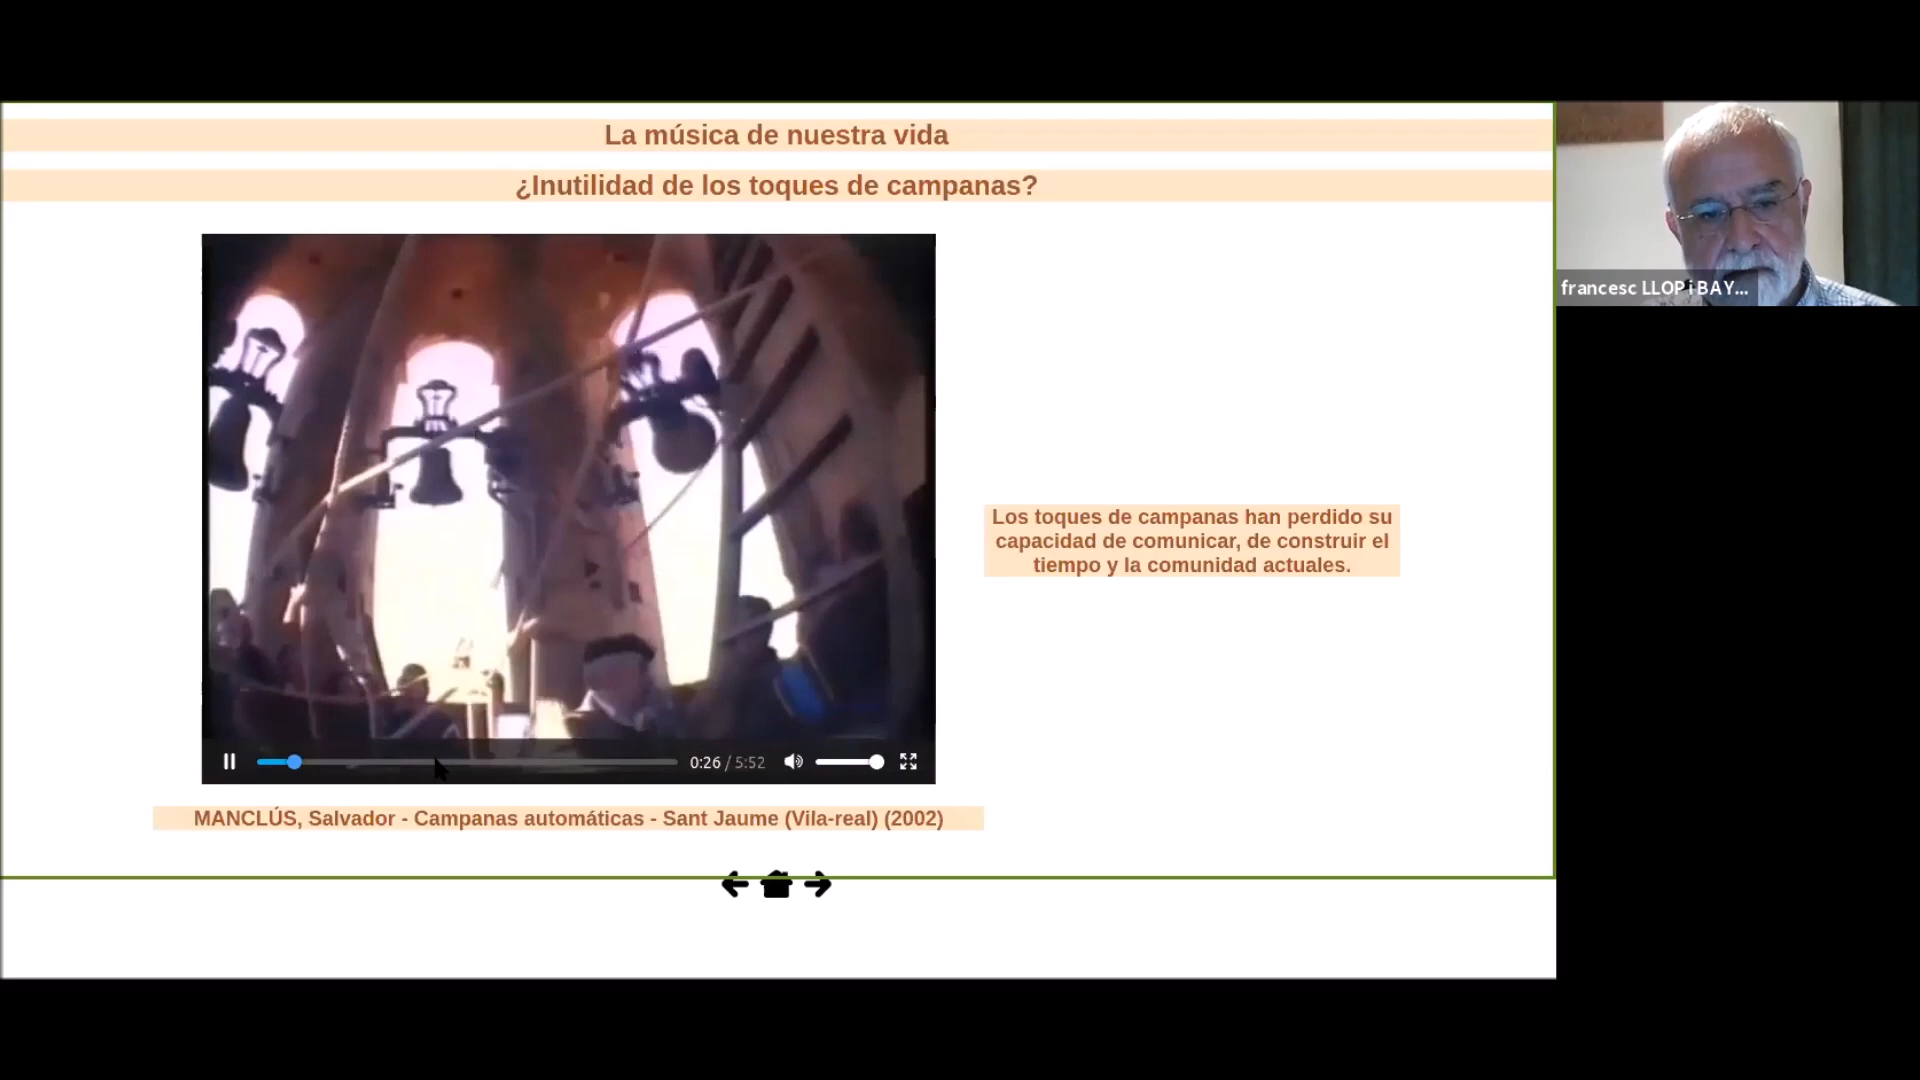 La música de nuestra vida
¿Inutilidad de los toques de campanas?
francesc LLOP i BAY...
Los toques de campanas han perdido su
capacidad de comunicar, de construir el
tiempo y la comunidad actuales.
0:26 / 5:52
MANCLÚS, Salvador - Campanas automáticas - Sant Jaume (Vila-real) (2002)